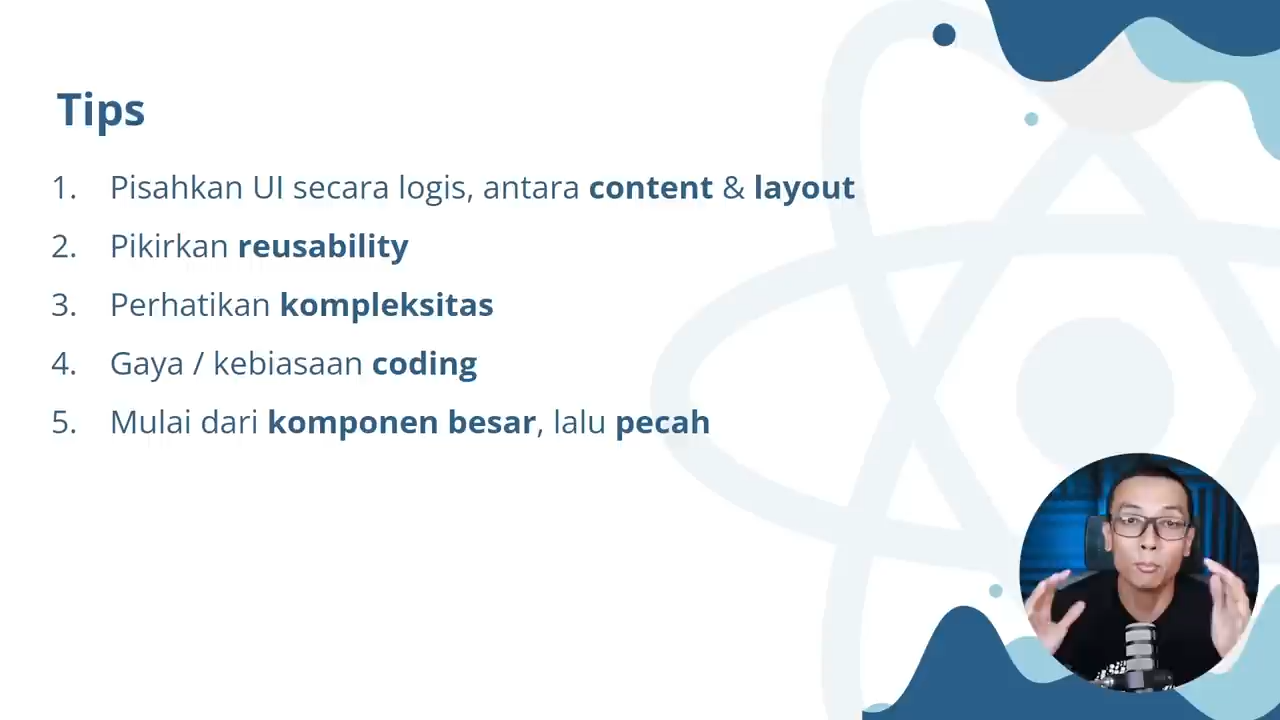 Tips
1. Pisahkan UI secara logis, antara content & layout
2. Pikirkan reusability
3. Perhatikan kompleksitas
4. Gaya / kebiasaan coding
5. Mulai dari komponen besar, lalu pecah